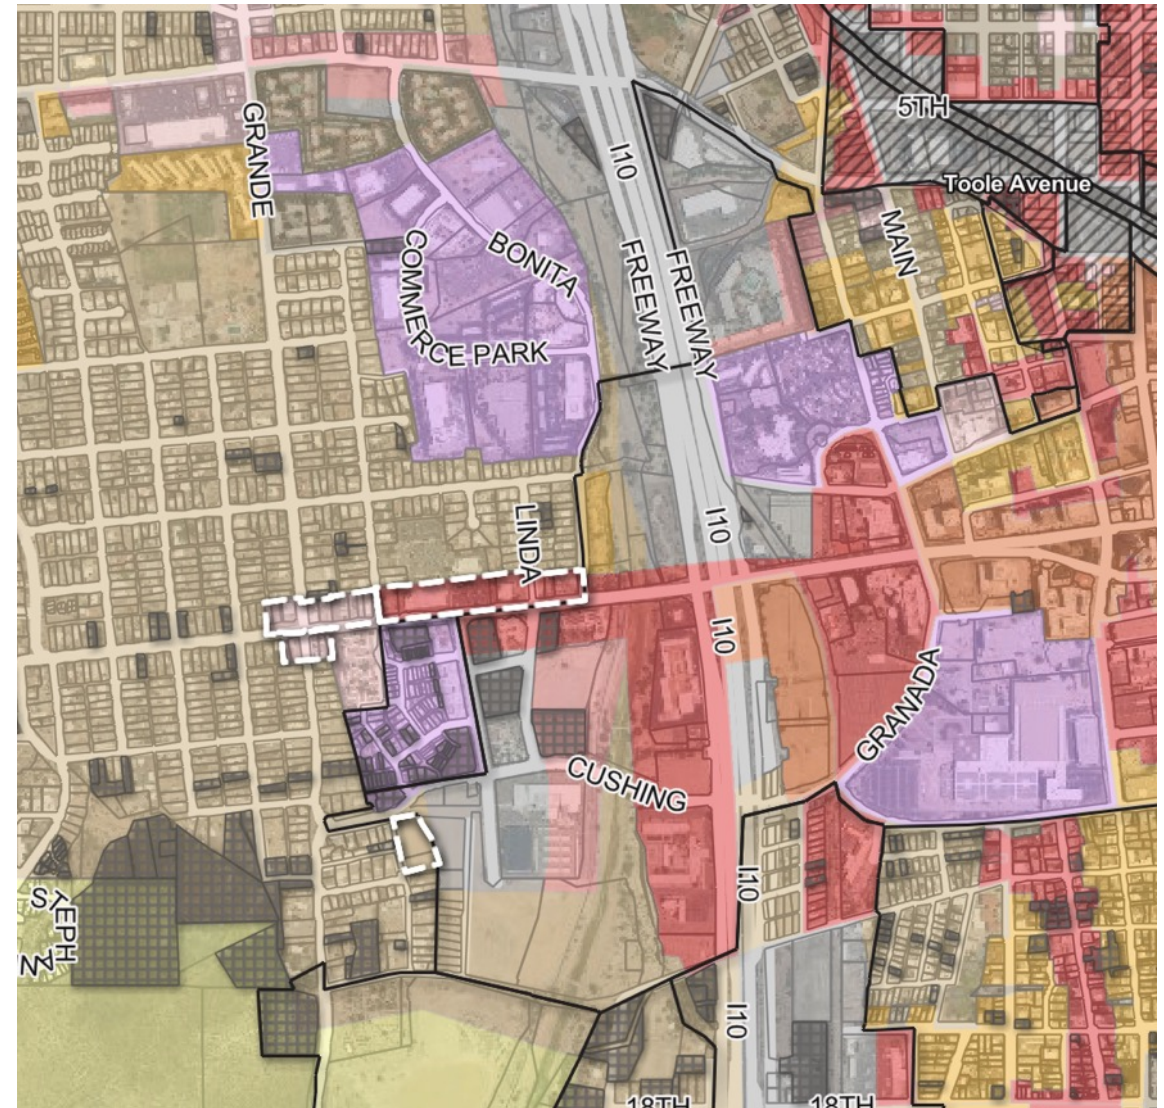 5TH
GRANDE
I10
Toole Avenue
MAIN
BONITA
COMMERCE PARK
FREEWAY
FREEWAY
LINDA
I10
I10
GRANADA
CUSHING
I10
STEPH
I10
18TH
18TH